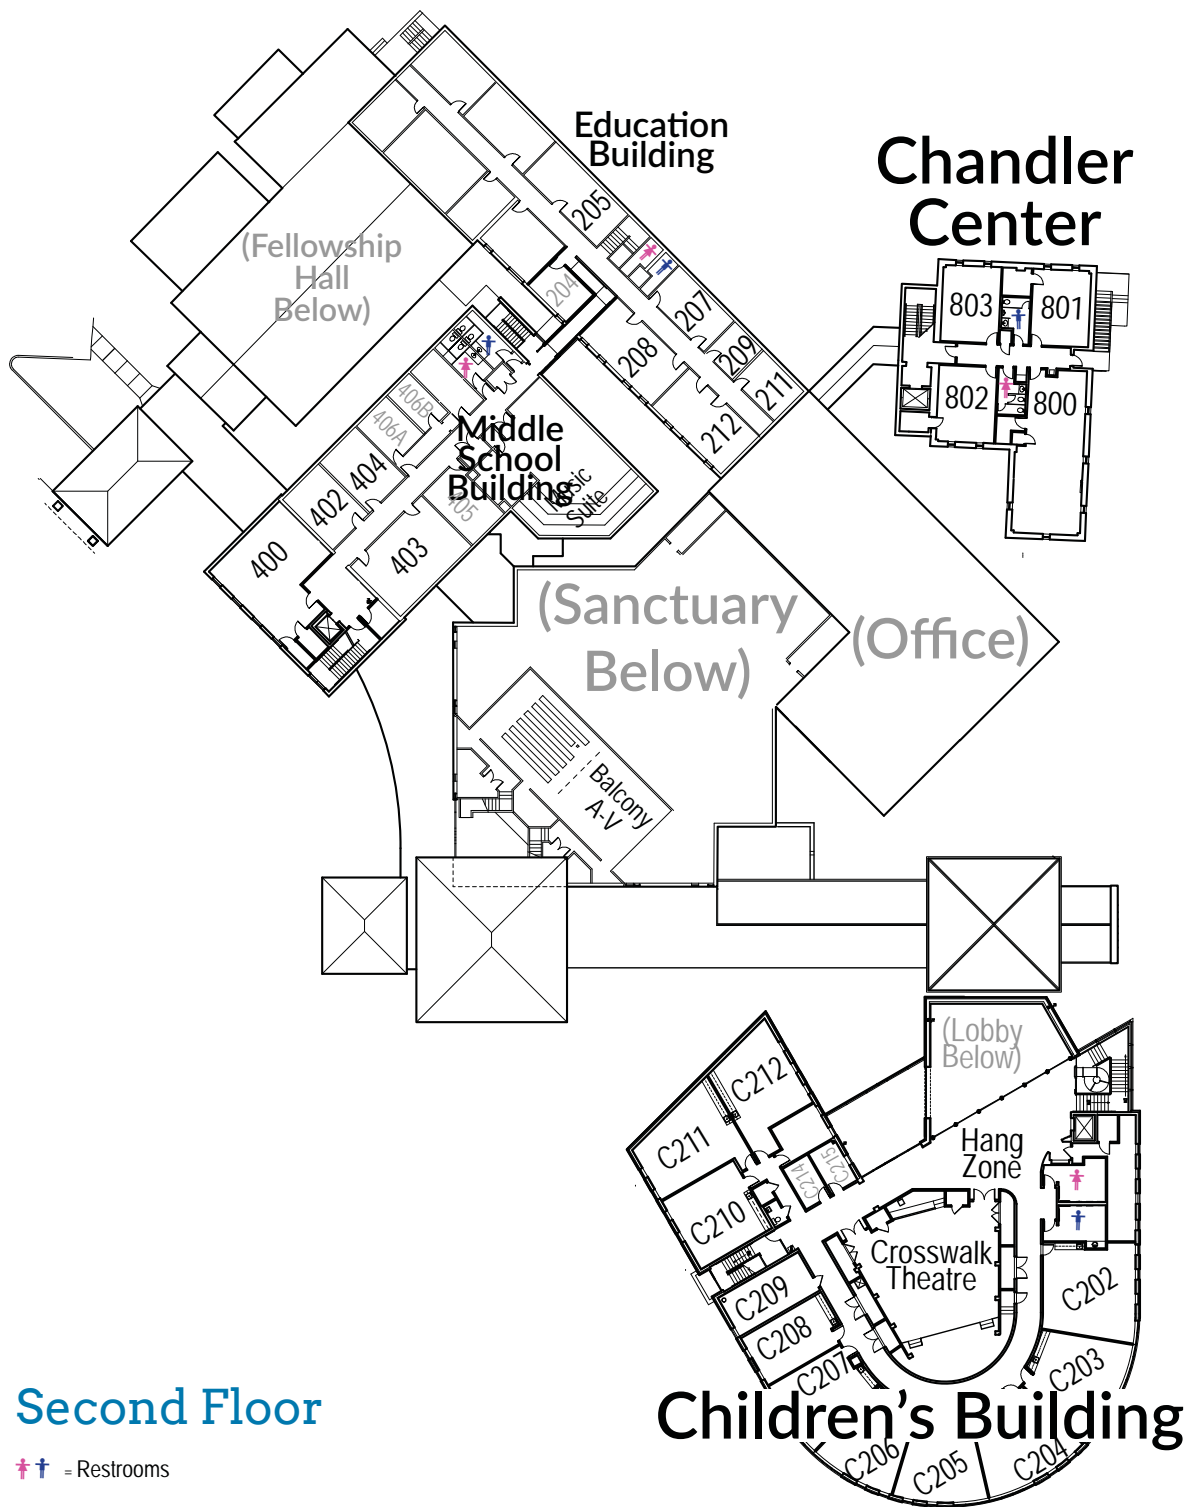 Education
Building
Chandler
Center
(Fellowship
Hall
Below)
205
204
207
208
209
211
212
803
801
802
800
406B
406A
404
402
400
Middle
School
Building
405
403
Music
Suite
(Sanctuary
Below)
(Office)
Balcony
A-V
(Lobby
Below)
Hang
Zone
C212
C211
C214
C215
C210
Crosswalk
Theatre
C209
C208
C207
C202
C203
Children's Building
C206
C205
C204
Second Floor
= Restrooms